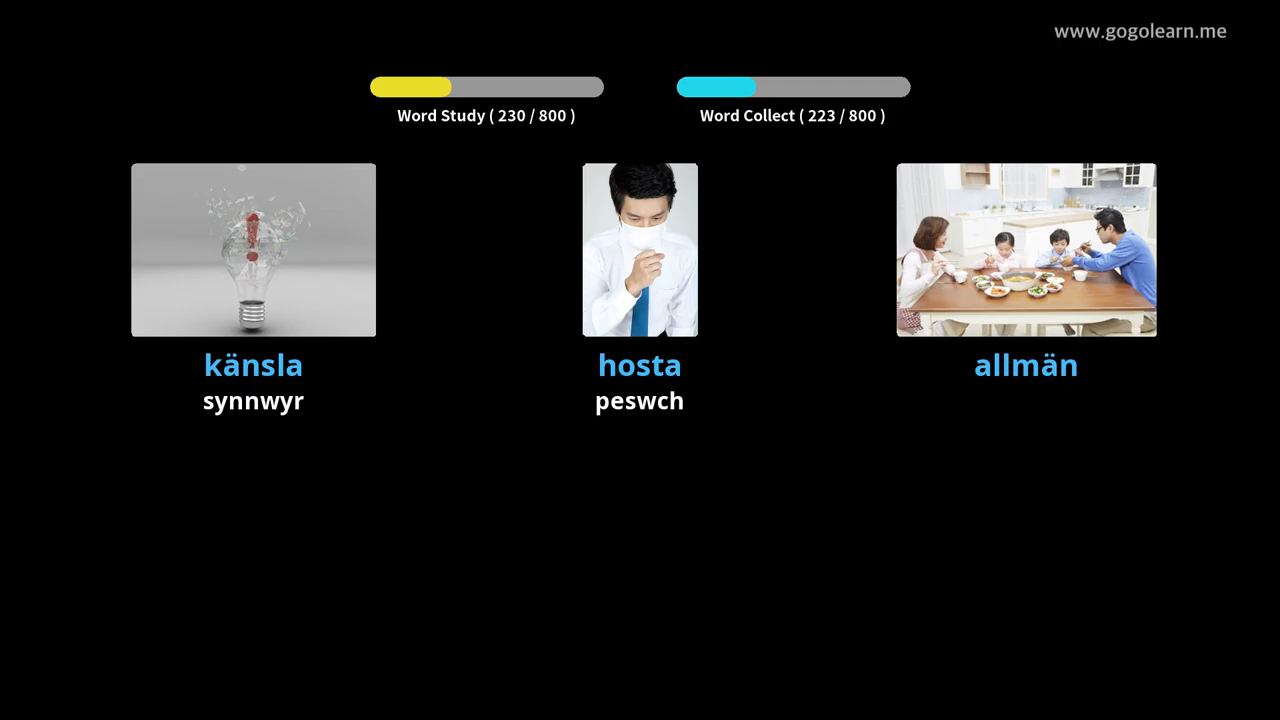 www.gogolearn.me
Word Study ( 230 / 800 )
Word Collect ( 223 / 800 )
känsla
hosta
allmän
synnwyr
peswch